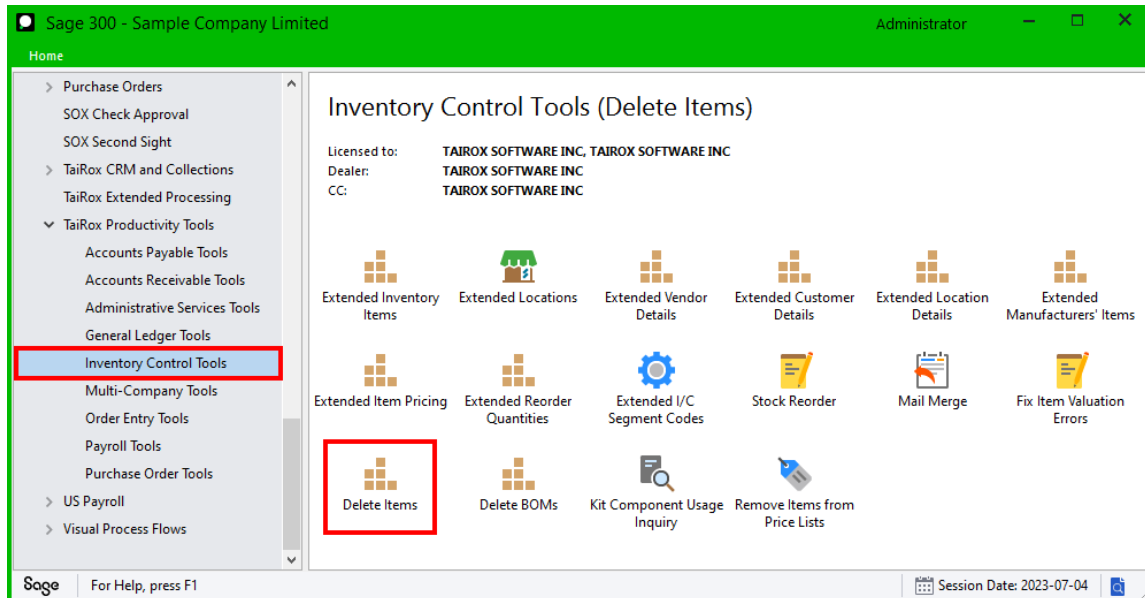 Sage 300 - Sample Company Limited
Administrator
Home
Purchase Orders
SOX Check Approval
SOX Second Sight
TaiRox CRM and Collections
TaiRox Extended Processing
TaiRox Productivity Tools
Accounts Payable Tools
Accounts Receivable Tools
Administrative Services Tools
General Ledger Tools
Inventory Control Tools
Multi-Company Tools
Order Entry Tools
Payroll Tools
Purchase Order Tools
US Payroll
Visual Process Flows
Inventory Control Tools (Delete Items)
Licensed to: TAIROX SOFTWARE INC, TAIROX SOFTWARE INC
Dealer: TAIROX SOFTWARE INC
CC: TAIROX SOFTWARE INC
Extended Inventory
Items
Extended Locations
Extended Vendor
Details
Extended Customer
Details
Extended Location
Details
Extended
Manufacturers' Items
Extended Item Pricing
Extended Reorder
Quantities
Extended I/C
Segment Codes
Stock Reorder
Mail Merge
Fix Item Valuation
Errors
Delete Items
Delete BOMs
Kit Component Usage
Inquiry
Remove Items from
Price Lists
Sage
For Help, press F1
Session Date: 2023-07-04